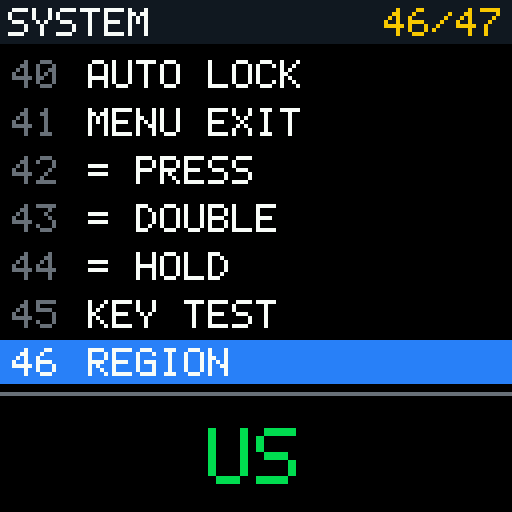 SYSTEM 46/47
40 AUTO LOCK
41 MENU EXIT
42 = PRESS
43 = DOUBLE
44 = HOLD
45 KEY TEST
46 REGION
US